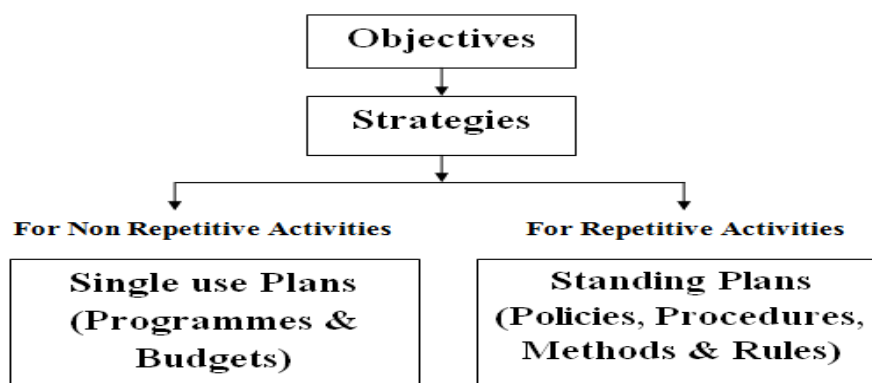 Objectives
Strategies
For Non Repetitive Activities
Single use Plans
(Programmes &
Budgets)
For Repetitive Activities
Standing Plans
(Policies, Procedures,
Methods & Rules)